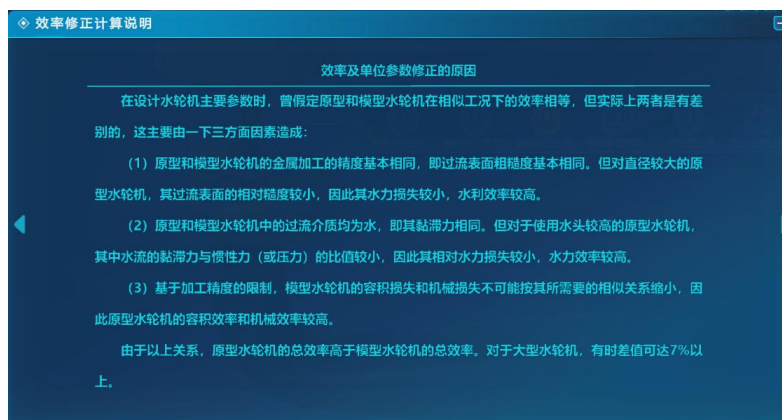 效率修正计算说明
效率及单位参数修正的原因
在设计水轮机主要参数时，曾假定原型和模型水轮机在相似工况下的效率相等，但实际上两者是有差
别的，这主要由一下三方面因素造成：
（1）原型和模型水轮机的金属加工的精度基本相同，即过流表面粗糙度基本相同。但对直径较大的原
型水轮机，其过流表面的相对糙度较小，因此其水力损失较小，水利效率较高。
（2）原型和模型水轮机中的过流介质均为水，即其黏滞力相同。但对于使用水头较高的原型水轮机，
其中水流的黏滞力与惯性力（或压力）的比值较小，因此其相对水力损失较小，水力效率较高。
（3）基于加工精度的限制，模型水轮机的容积损失和机械损失不可能按其所需要的相似关系缩小，因
此原型水轮机的容积效率和机械效率较高。
由于以上关系，原型水轮机的总效率高于模型水轮机的总效率。对于大型水轮机，有时差值可达7%以
上。